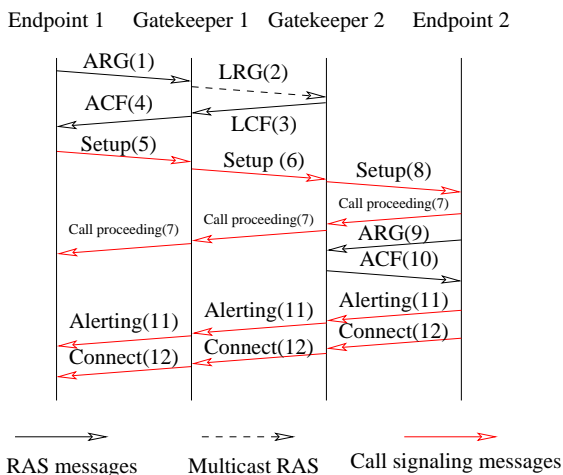 Endpoint 1 Gatekeeper 1 Gatekeeper 2 Endpoint 2
ARG(1)
LRG(2)
ACF(4)
LCF(3)
Setup(5)
Setup (6)
Setup(8)
Call proceeding(7)
Call proceeding(7)
Call proceeding(7)
ARG(9)
ACF(10)
Alerting(11)
Alerting(11)
Alerting(11)
Connect(12)
Connect(12)
Connect(12)
RAS messages Multicast RAS Call signaling messages